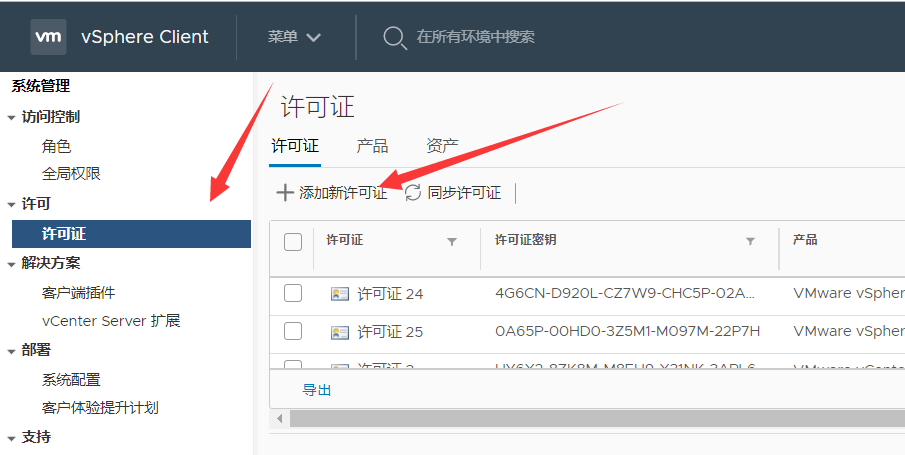 vm vSphere Client 菜单 在所有环境中搜索
系统管理
访问控制
角色
全局权限
许可
许可证
解决方案
客户端插件
vCenter Server 扩展
部署
系统配置
客户体验提升计划
支持
许可证
许可证 产品 资产
添加新许可证 同步许可证
许可证 许可证密钥 产品
许可证 24 4G6CN-D920L-CZ7W9-CHC5P-02A... VMware vSpher
许可证 25 0A65P-00HD0-3Z5M1-M097M-22P7H VMware vSpher
导出